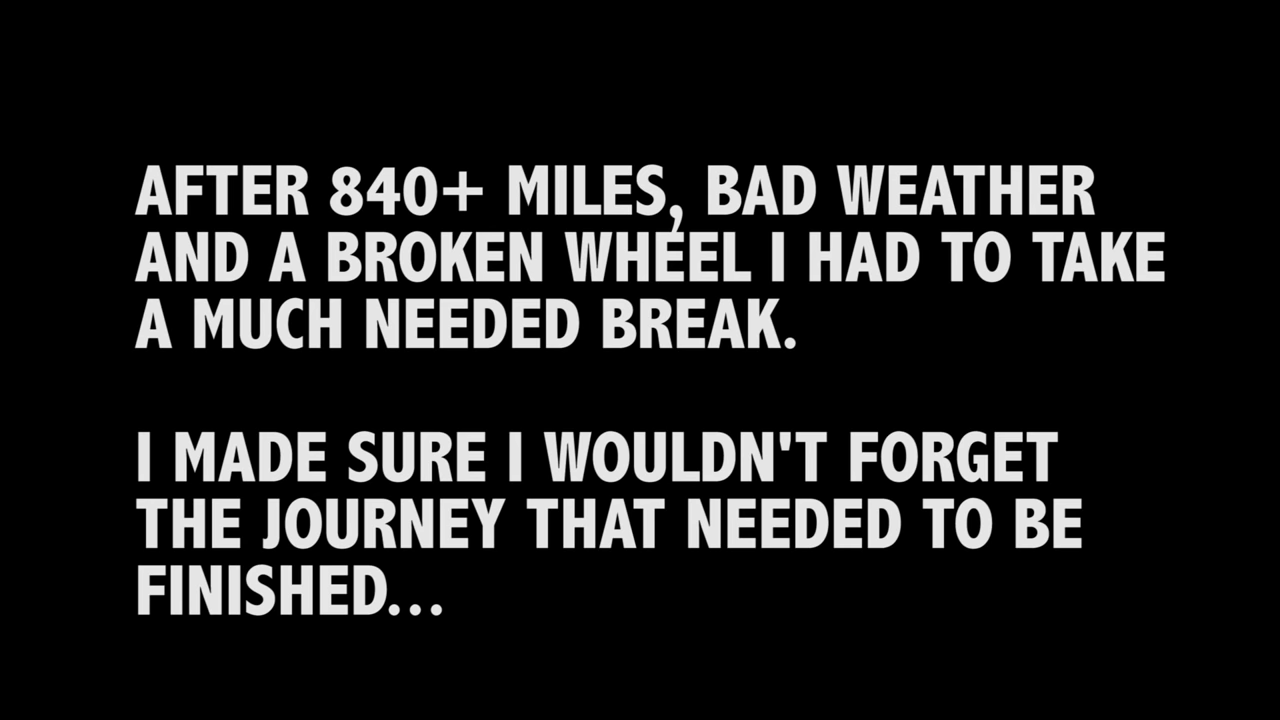 AFTER 840+ MILES, BAD WEATHER
AND A BROKEN WHEEL I HAD TO TAKE
A MUCH NEEDED BREAK.
I MADE SURE I WOULDN'T FORGET
THE JOURNEY THAT NEEDED TO BE
FINISHED...